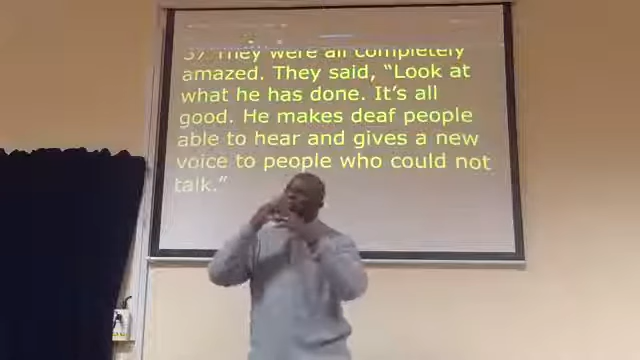 37. They were all completely
amazed. They said, “Look at
what he has done. It’s all
good. He makes deaf people
able to hear and gives a new
voice to people who could not
talk.”